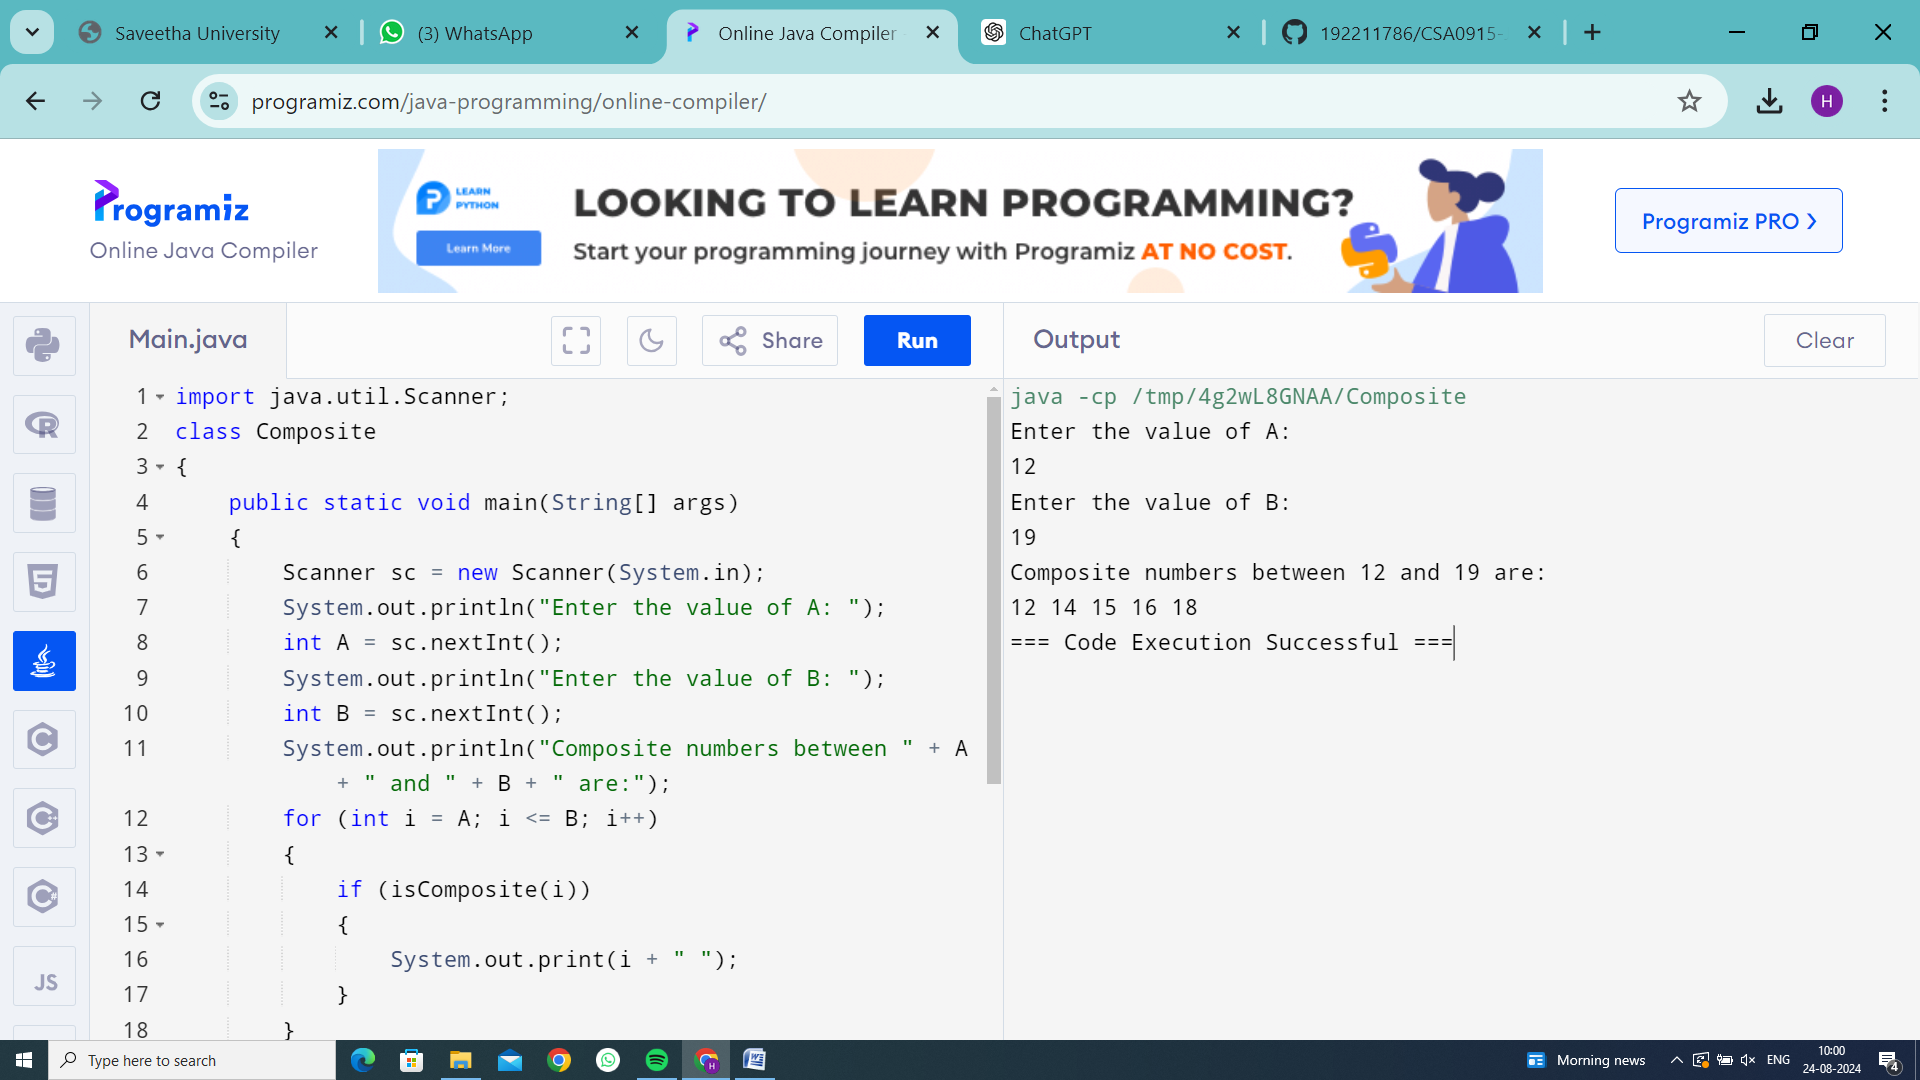 Saveetha University
(3) WhatsApp
Online Java Compiler
ChatGPT
192211786/CSA0915-
programiz.com/java-programming/online-compiler/
H
Programiz
Online Java Compiler
LEARN PYTHON
Learn More
LOOKING TO LEARN PROGRAMMING?
Start your programming journey with Programiz AT NO COST.
Programiz PRO
Main.java
Share
Run
Output
Clear
1 import java.util.Scanner;
2 class Composite
3 {
4 public static void main(String[] args)
5 {
6 Scanner sc = new Scanner(System.in);
7 System.out.println("Enter the value of A: ");
8 int A = sc.nextInt();
9 System.out.println("Enter the value of B: ");
10 int B = sc.nextInt();
11 System.out.println("Composite numbers between " + A
+ " and " + B + " are:");
12 for (int i = A; i <= B; i++)
13 {
14 if (isComposite(i))
15 {
16 System.out.print(i + " ");
17 }
18 }
java -cp /tmp/4g2wL8GNAA/Composite
Enter the value of A:
12
Enter the value of B:
19
Composite numbers between 12 and 19 are:
12 14 15 16 18
=== Code Execution Successful ===
JS
Type here to search
Morning news
ENG
10:00
24-08-2024
4